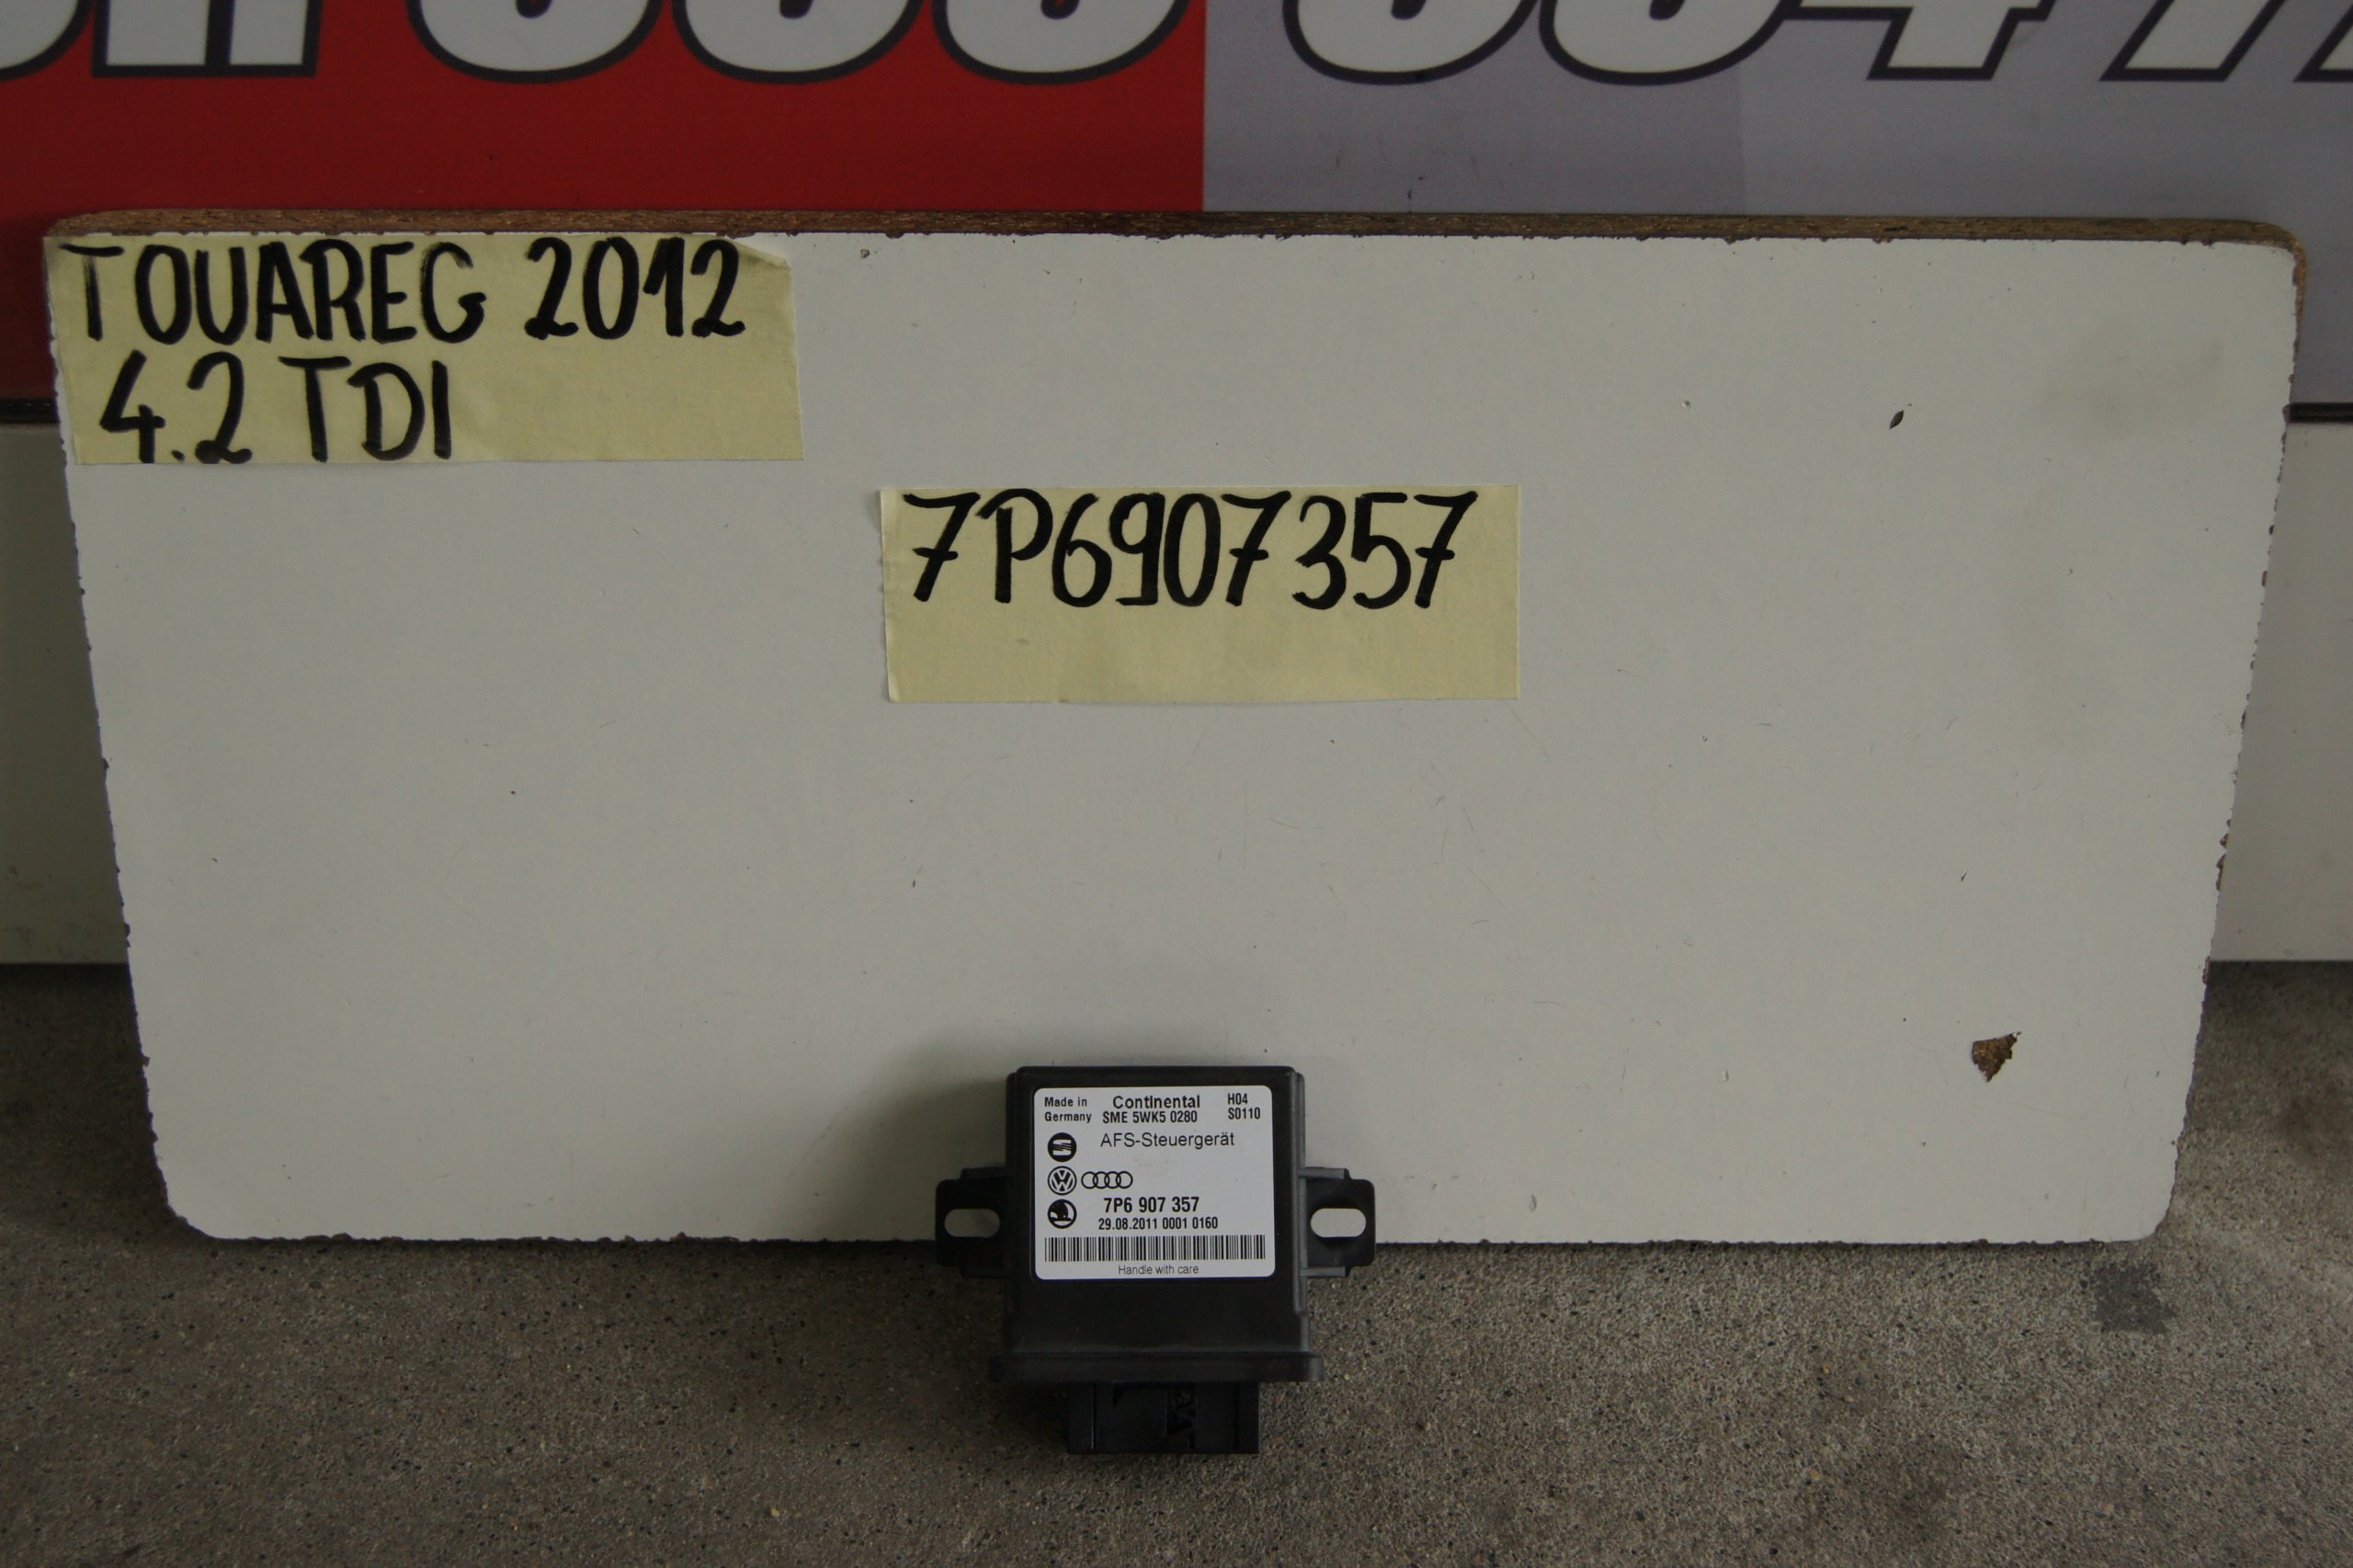 TOUAREG 2012
4.2 TDI
7P6907357
Made in Germany
Continental
SME 5WK5 0280
H04
S0110
AFS-Steuergerät
7P6 907 357
29.08.2011 0001 0160
Handle with care